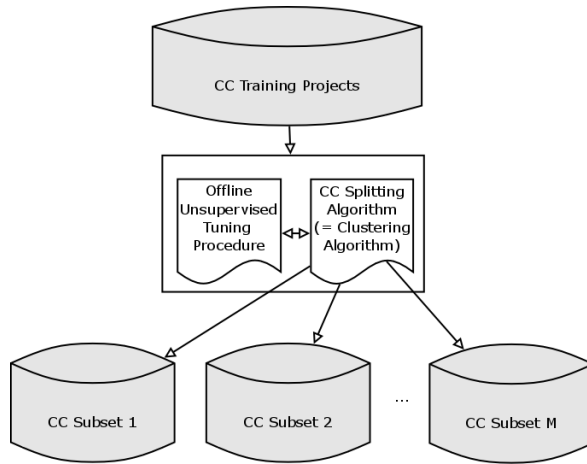 CC Training Projects
Offline
Unsupervised
Tuning
Procedure
CC Splitting
Algorithm
(= Clustering
Algorithm)
CC Subset 1
CC Subset 2
...
CC Subset M